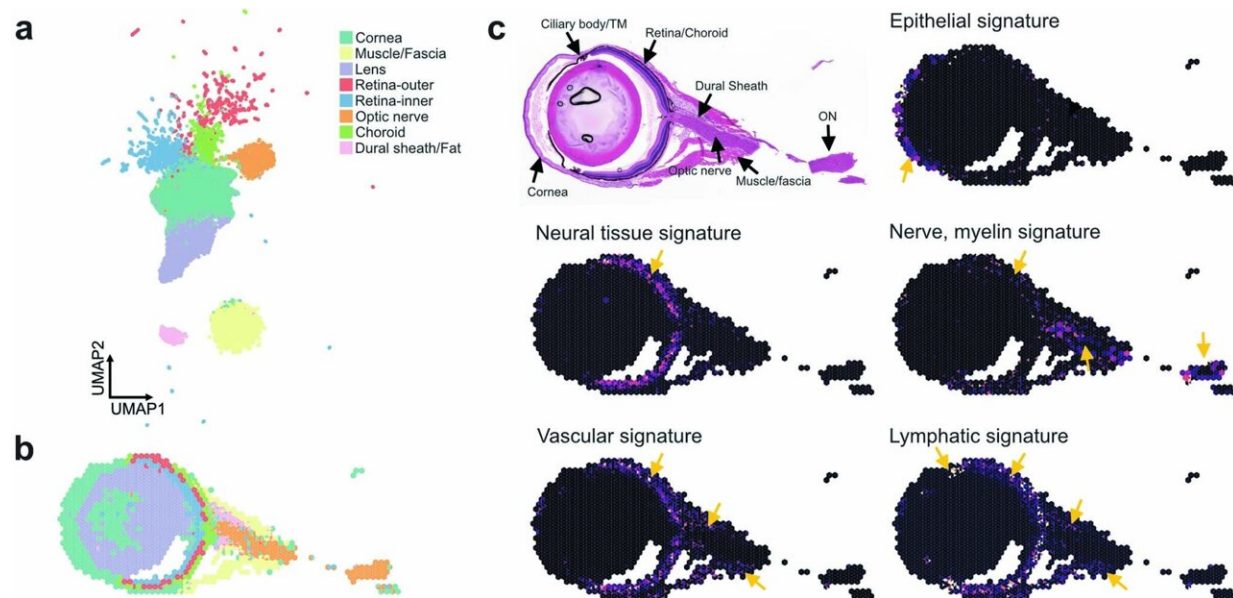 a
Cornea
Muscle/Fascia
Lens
Retina-outer
Retina-inner
Optic nerve
Choroid
Dural sheath/Fat
UMAP2
UMAP1
b
c
Ciliary body/TM
Retina/Choroid
Dural Sheath
ON
Optic nerve
Muscle/fascia
Cornea
Epithelial signature
Neural tissue signature
Nerve, myelin signature
Vascular signature
Lymphatic signature